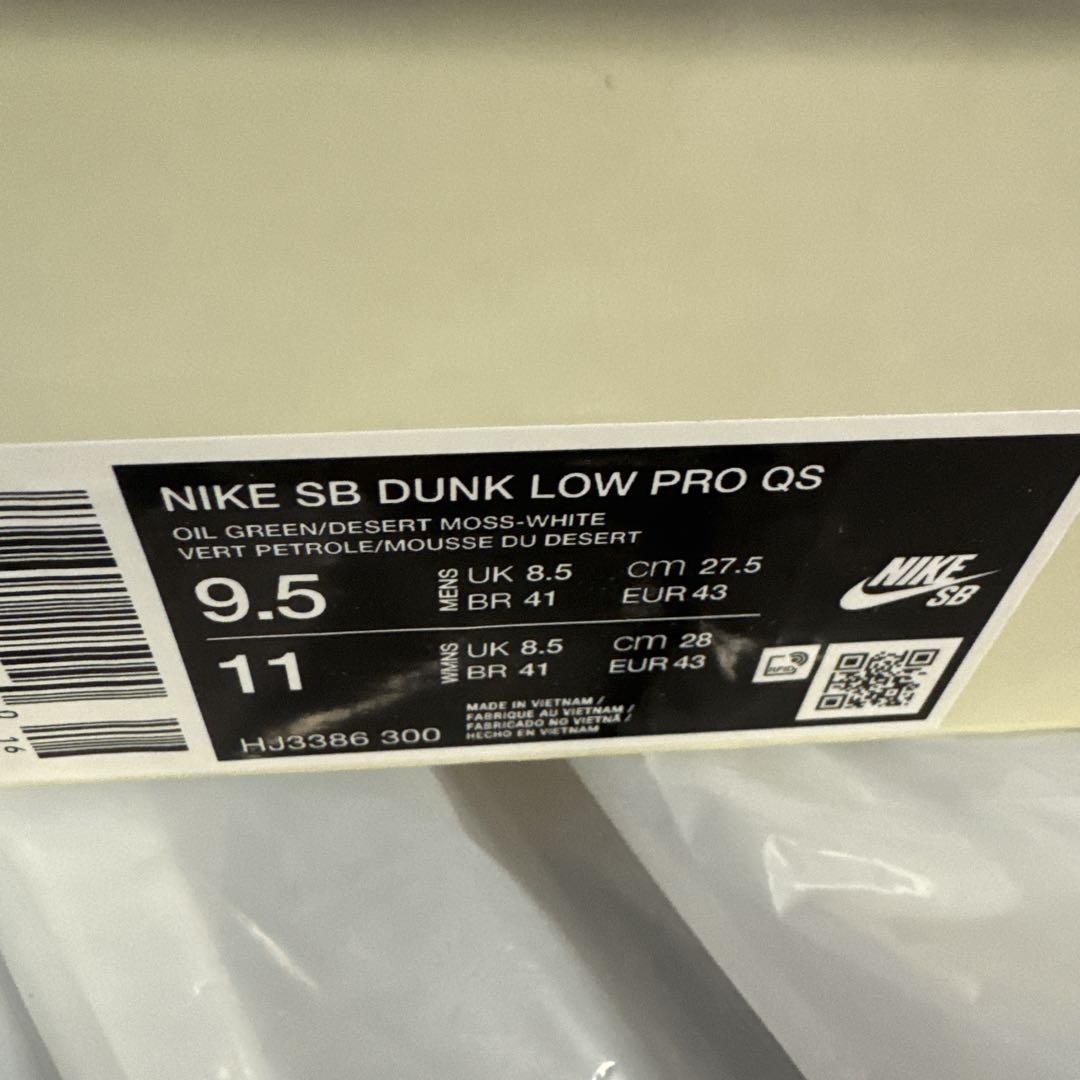 NIKE SB DUNK LOW PRO QS
OIL GREEN/DESERT MOSS-WHITE
VERT PETROLE/MOUSSE DU DESERT
9.5 MENS UK 8.5 cm 27.5
BR 41 EUR 43
11 WMNS UK 8.5 cm 28
BR 41 EUR 43
NIKE
SB
RFID
MADE IN VIETNAM /
FABRIQUE AU VIETNAM /
FABRICADO NO VIETNÃ /
HECHO EN VIETNAM
HJ3386 300
0 16